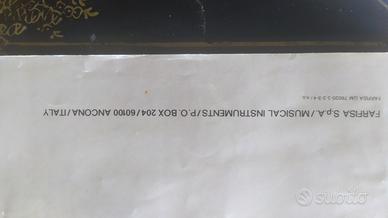 FARFISA S.p.A. / MUSICAL INSTRUMENTS / P.O. BOX 204 / 60100 ANCONA / ITALY
subito